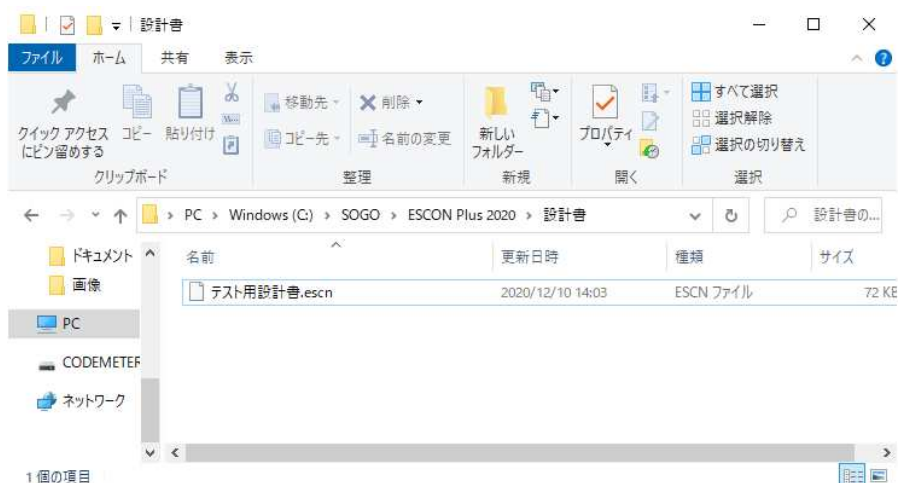 設計書
ファイル ホーム 共有 表示
クイック アクセス
にピン留めする
コピー
貼り付け
移動先
コピー先
削除
名前の変更
新しい
フォルダー
プロパティ
すべて選択
選択解除
選択の切り替え
クリップボード 整理 新規 開く 選択
PC › Windows (C:) › SOGO › ESCON Plus 2020 › 設計書
設計書の...
ドキュメント
画像
PC
CODEMETER
ネットワーク
名前 更新日時 種類 サイズ
テスト用設計書.escn 2020/12/10 14:03 ESCN ファイル 72 KB
1 個の項目